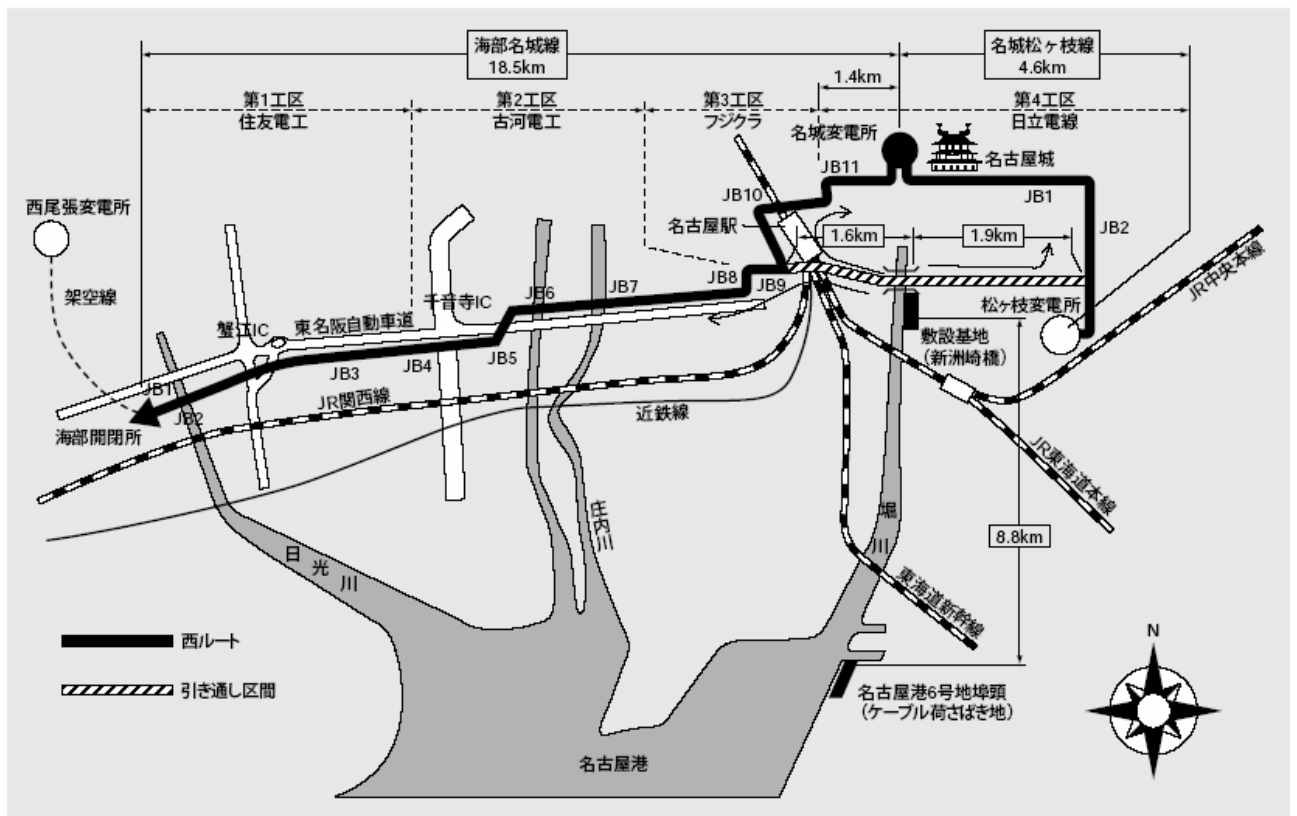 海部名城線
18.5km
名城松ヶ枝線
4.6km
1.4km
第1工区
住友電工
第2工区
古河電工
第3工区
フジクラ
第4工区
日立電線
名城変電所
名古屋城
JB11
JB10
JB1
JB2
西尾張変電所
名古屋駅
1.6km
1.9km
架空線
千音寺IC
JB6
JB7
JB8
JB9
松ヶ枝変電所
JR中央本線
蟹江IC
東名阪自動車道
JB5
JB4
JB3
JB1
JB2
敷設基地
(新洲崎橋)
JR関西線
近鉄線
海部開閉所
JR東海道本線
庄内川
堀川
8.8km
日光川
東海道新幹線
西ルート
引き通し区間
名古屋港6号地埠頭
(ケーブル荷さばき地)
名古屋港
N